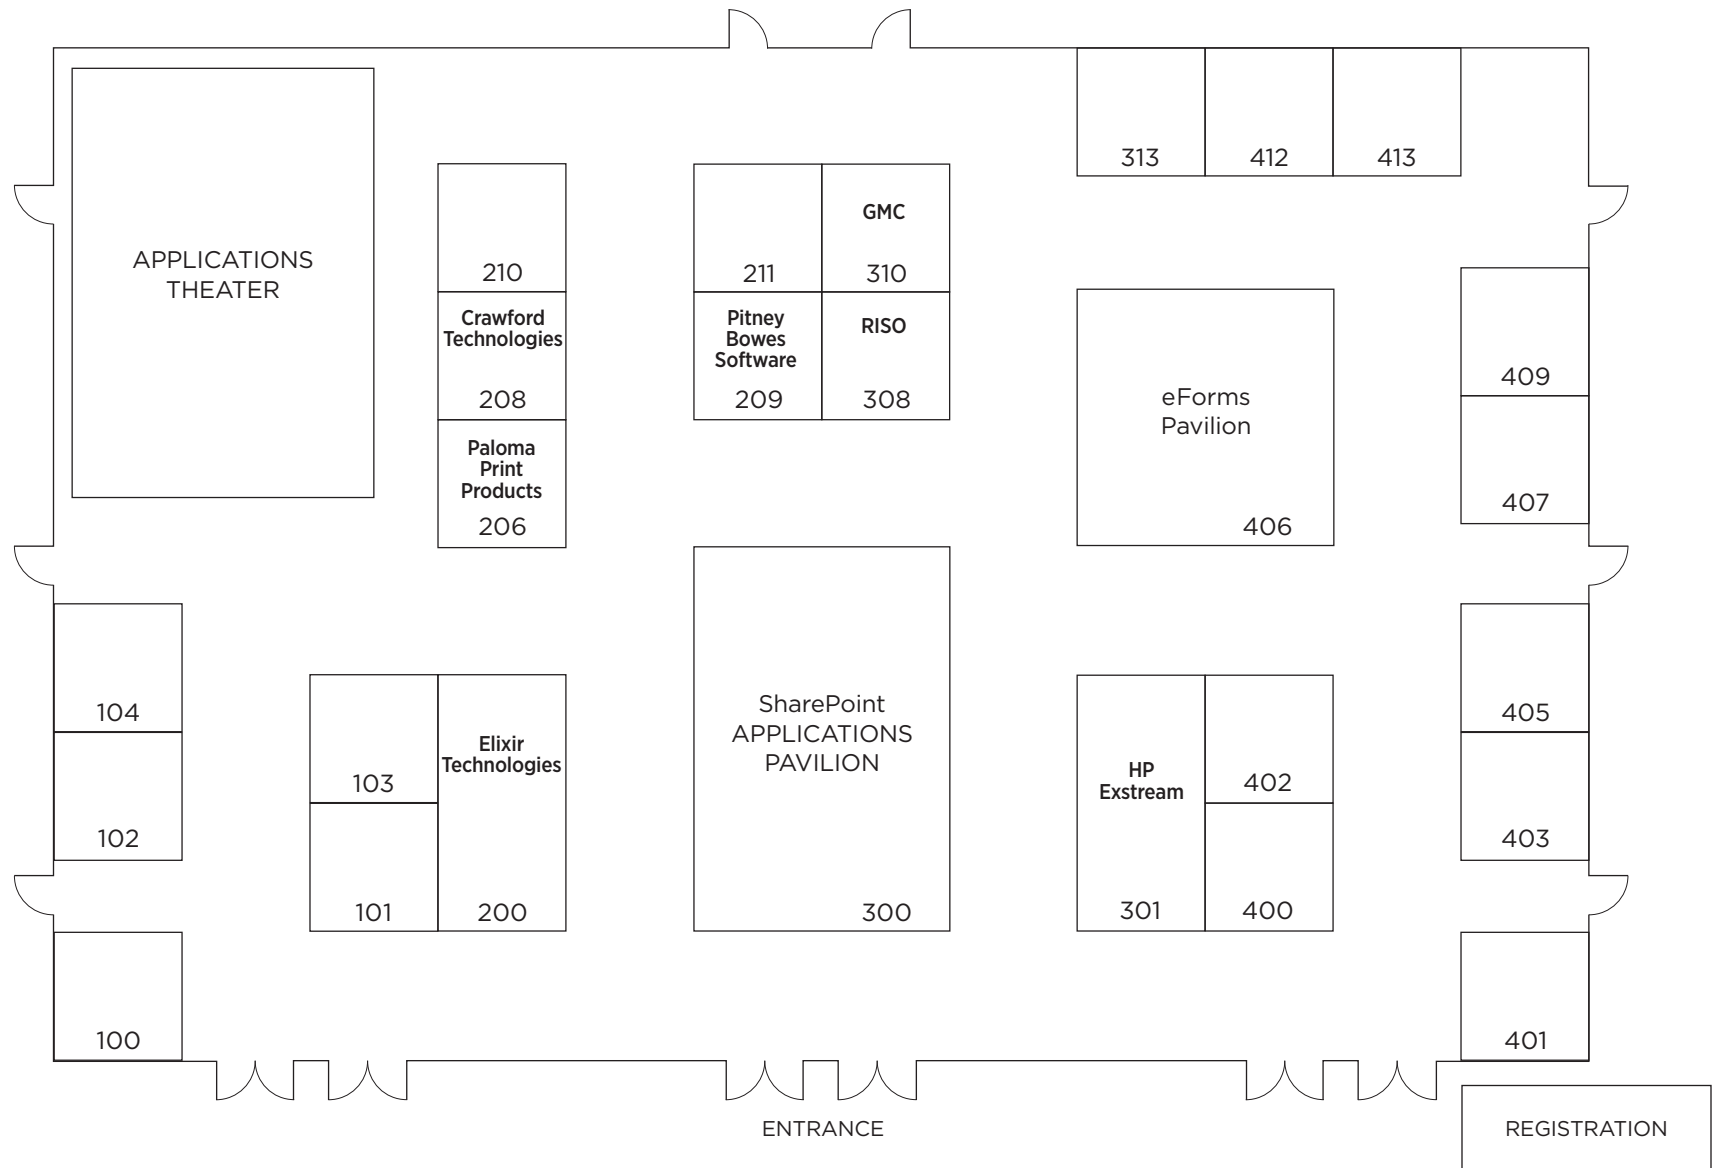 313
412
413
APPLICATIONS
THEATER
210
211
GMC
310
Crawford
Technologies
208
Pitney
Bowes
Software
209
RISO
308
Paloma
Print
Products
206
eForms
Pavilion
406
409
407
104
102
103
101
Elixir
Technologies
200
SharePoint
APPLICATIONS
PAVILION
300
HP
Exstream
301
402
400
405
403
100
401
ENTRANCE
REGISTRATION